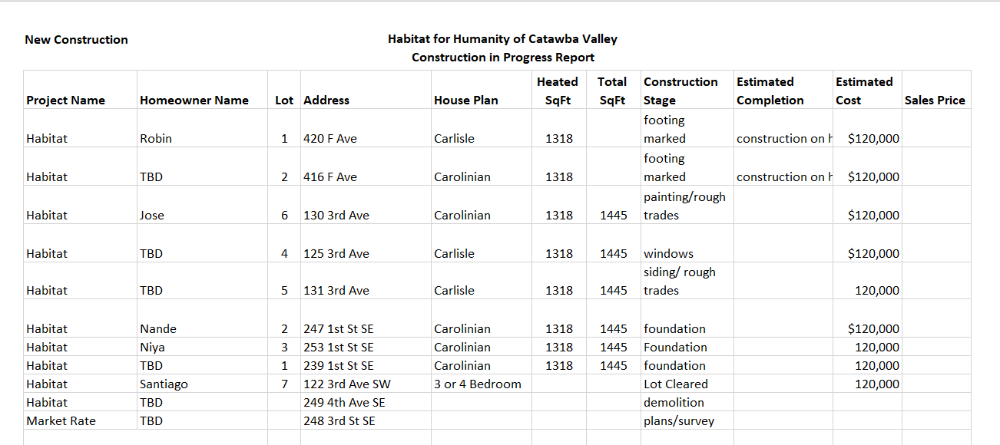 New Construction
Habitat for Humanity of Catawba Valley
Construction in Progress Report
Project Name Homeowner Name Lot Address House Plan Heated SqFt Total SqFt Construction Stage Estimated Completion Estimated Cost Sales Price
Habitat Robin 1 420 F Ave Carlisle 1318 footing marked construction on h $120,000
Habitat TBD 2 416 F Ave Carolinian 1318 footing marked construction on h $120,000
Habitat Jose 6 130 3rd Ave Carolinian 1318 1445 painting/rough trades $120,000
Habitat TBD 4 125 3rd Ave Carlisle 1318 1445 windows $120,000
Habitat TBD 5 131 3rd Ave Carlisle 1318 1445 siding/ rough trades 120,000
Habitat Nande 2 247 1st St SE Carolinian 1318 1445 foundation $120,000
Habitat Niya 3 253 1st St SE Carolinian 1318 1445 Foundation 120,000
Habitat TBD 1 239 1st St SE Carolinian 1318 1445 foundation 120,000
Habitat Santiago 7 122 3rd Ave SW 3 or 4 Bedroom Lot Cleared 120,000
Habitat TBD 249 4th Ave SE demolition
Market Rate TBD 248 3rd St SE plans/survey